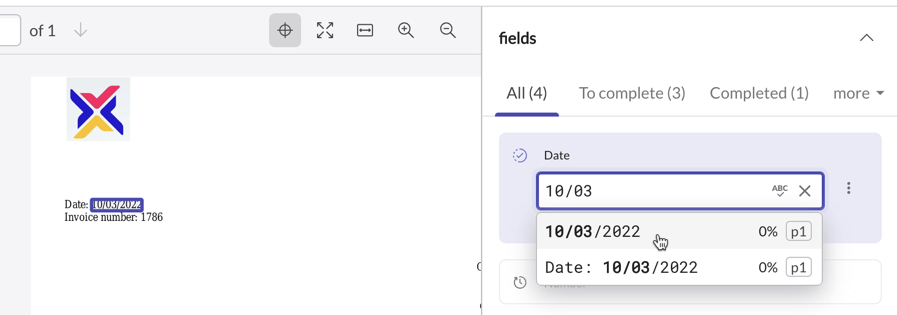 of 1
fields
All (4) To complete (3) Completed (1) more
Date
10/03 ABC
10/03/2022 0% p1
Date: 10/03/2022 0% p1
Date: 10/03/2022
Invoice number: 1786